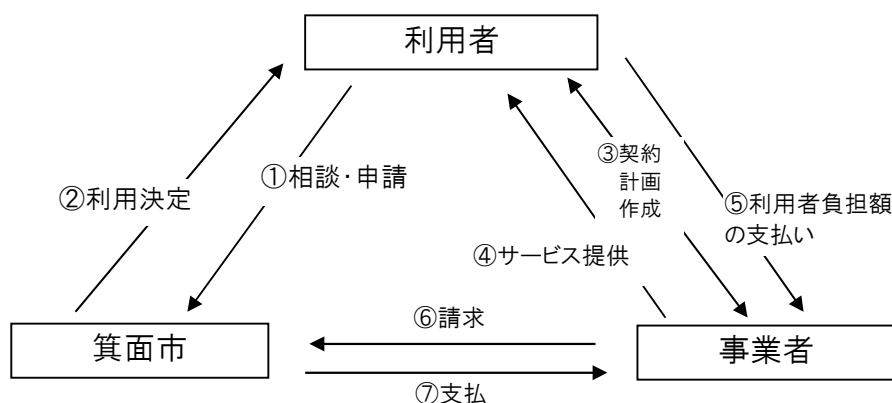 利用者
①相談・申請
②利用決定
③契約
計画
作成
④サービス提供
⑤利用者負担額
の支払い
⑥請求
箕面市
事業者
⑦支払